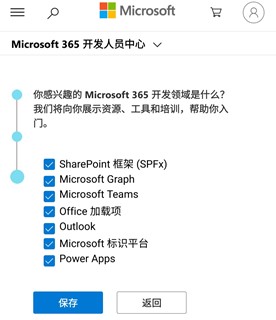 Microsoft
Microsoft 365 开发人员中心
你感兴趣的 Microsoft 365 开发领域是什么?
我们将向你展示资源、工具和培训，帮助你入
门。
SharePoint 框架 (SPFx)
Microsoft Graph
Microsoft Teams
Office 加载项
Outlook
Microsoft 标识平台
Power Apps
保存
返回